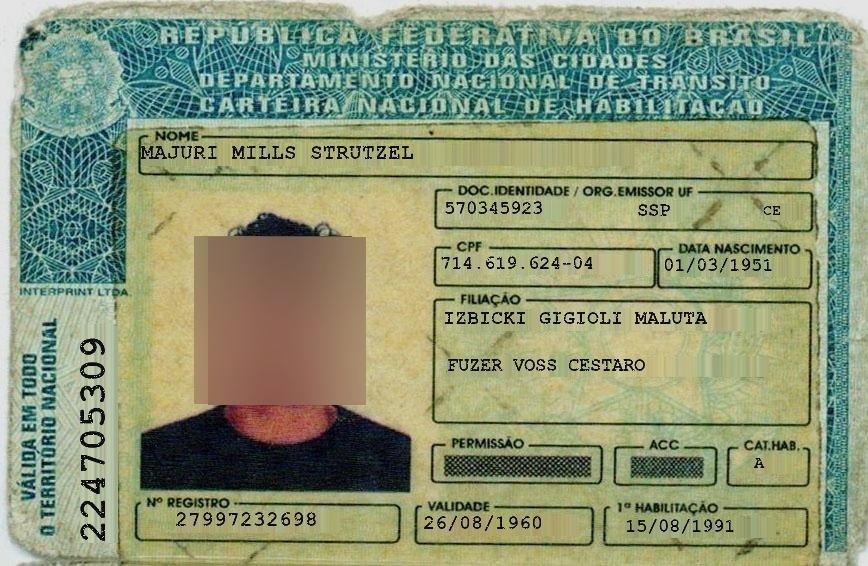 REPÚBLICA FEDERATIVA DO BRASIL
MINISTÉRIO DAS CIDADES
DEPARTAMENTO NACIONAL DE TRÂNSITO
CARTEIRA NACIONAL DE HABILITAÇÃO
NOME
MAJURI MILLS STRUTZEL
DOC.IDENTIDADE / ORG.EMISSOR UF
570345923 SSP CE
CPF DATA NASCIMENTO
714.619.624-04 01/03/1951
FILIAÇÃO
IZBICKI GIGIOLI MALUTA
FUZER VOSS CESTARO
PERMISSÃO ACC CAT.HAB.
A
Nº REGISTRO VALIDADE 1ª HABILITAÇÃO
27997232698 26/08/1960 15/08/1991
INTERPRINT LTDA.
VÁLIDA EM TODO
O TERRITÓRIO NACIONAL
224705309